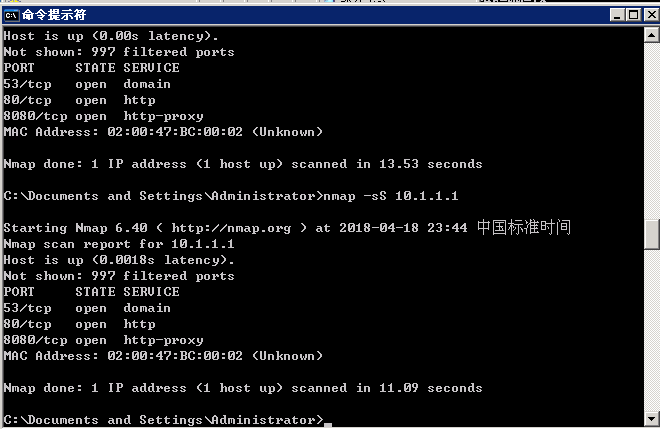 命令提示符
Host is up (0.00s latency).
Not shown: 997 filtered ports
PORT     STATE SERVICE
53/tcp   open  domain
80/tcp   open  http
8080/tcp open  http-proxy
MAC Address: 02:00:47:BC:00:02 (Unknown)
Nmap done: 1 IP address (1 host up) scanned in 13.53 seconds
C:\Documents and Settings\Administrator>nmap -sS 10.1.1.1
Starting Nmap 6.40 ( http://nmap.org ) at 2018-04-18 23:44 中国标准时间
Nmap scan report for 10.1.1.1
Host is up (0.0018s latency).
Not shown: 997 filtered ports
PORT     STATE SERVICE
53/tcp   open  domain
80/tcp   open  http
8080/tcp open  http-proxy
MAC Address: 02:00:47:BC:00:02 (Unknown)
Nmap done: 1 IP address (1 host up) scanned in 11.09 seconds
C:\Documents and Settings\Administrator>